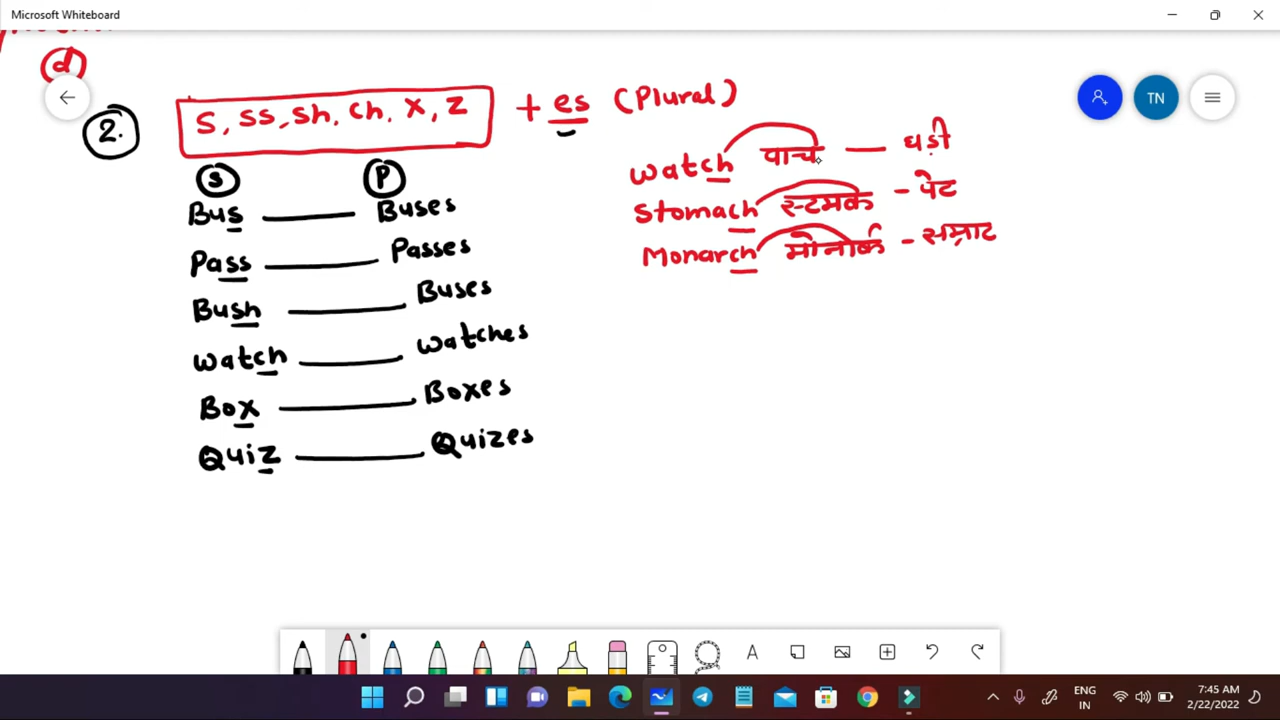 Microsoft Whiteboard
d
TN
2. S, SS, Sh, Ch, X, Z + es (Plural)
S P
Bus Buses
Pass Passes
Bush Buses
Watch Watches
Box Boxes
Quiz Quizes
Watch वाच — घड़ी
Stomach स्टमक - पेट
Monarch मोनार्क - सम्राट
ENG
IN
7:45 AM
2/22/2022